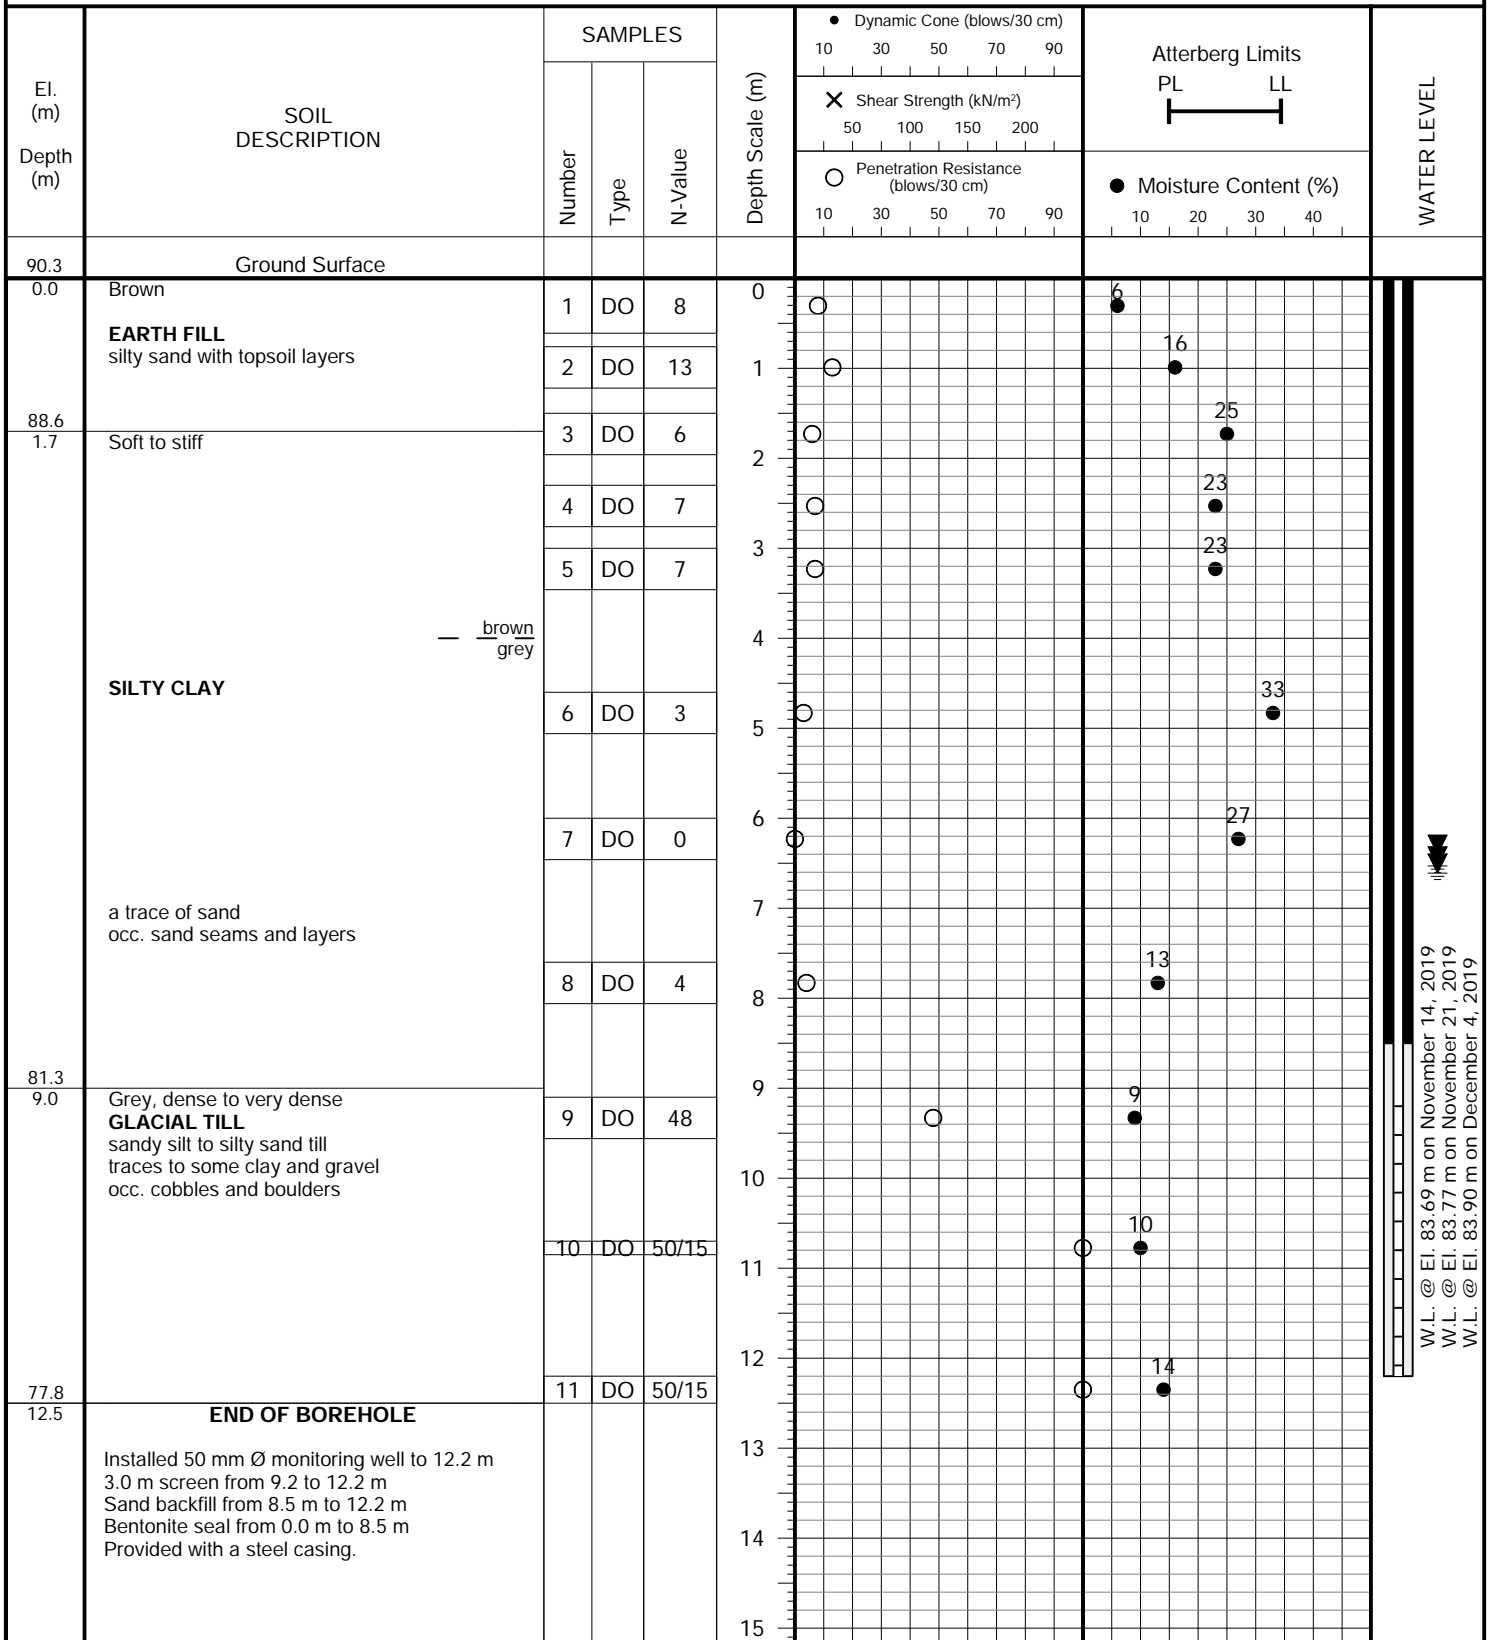 El.
(m)
Depth
(m)
SOIL
DESCRIPTION
SAMPLES
Number
Type
N-Value
Depth Scale (m)
● Dynamic Cone (blows/30 cm)
10 30 50 70 90
× Shear Strength (kN/m²)
50 100 150 200
○ Penetration Resistance
(blows/30 cm)
10 30 50 70 90
Atterberg Limits
PL LL
● Moisture Content (%)
10 20 30 40
WATER LEVEL
90.3 Ground Surface
0.0 Brown
EARTH FILL
silty sand with topsoil layers
88.6
1.7 Soft to stiff
brown
grey
SILTY CLAY
a trace of sand
occ. sand seams and layers
81.3
9.0 Grey, dense to very dense
GLACIAL TILL
sandy silt to silty sand till
traces to some clay and gravel
occ. cobbles and boulders
77.8
12.5 END OF BOREHOLE
Installed 50 mm Ø monitoring well to 12.2 m
3.0 m screen from 9.2 to 12.2 m
Sand backfill from 8.5 m to 12.2 m
Bentonite seal from 0.0 m to 8.5 m
Provided with a steel casing.
1 DO 8
2 DO 13
3 DO 6
4 DO 7
5 DO 7
6 DO 3
7 DO 0
8 DO 4
9 DO 48
10 DO 50/15
11 DO 50/15
0
1
2
3
4
5
6
7
8
9
10
11
12
13
14
15
6
16
25
23
23
33
27
13
9
10
14
W.L. @ El. 83.69 m on November 14, 2019
W.L. @ El. 83.77 m on November 21, 2019
W.L. @ El. 83.90 m on December 4, 2019